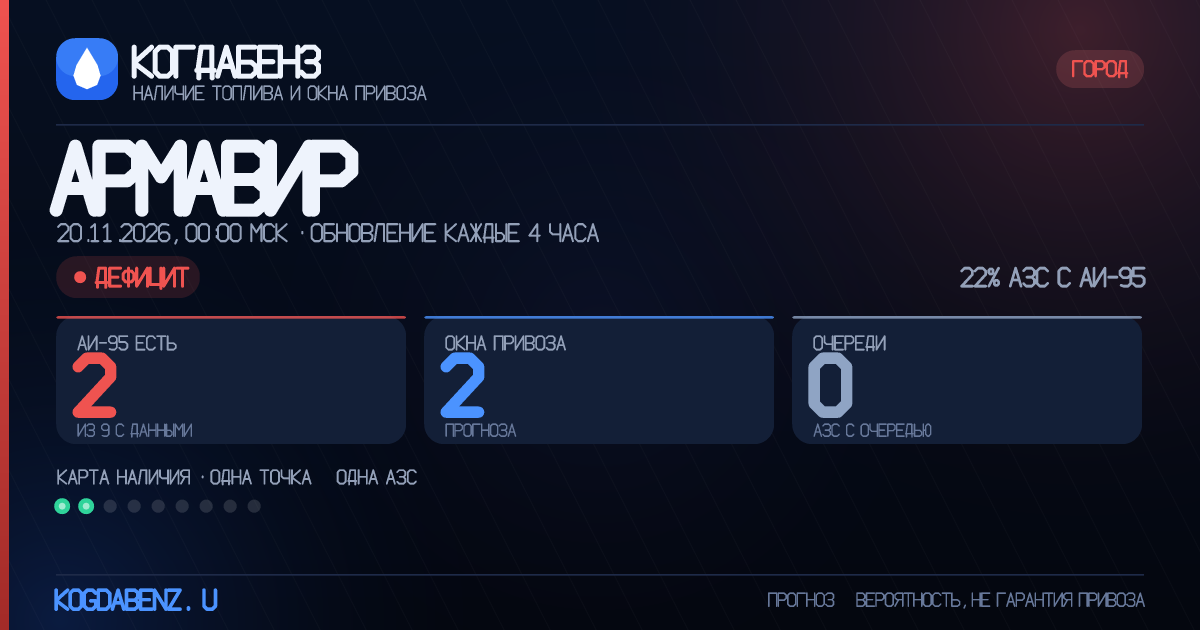 КОГДАБЕНЗ
НАЛИЧИЕ ТОПЛИВА И ОКНА ПРИВОЗА
ГОРОД
АРМАВИР
20.11.2026, 00:00 МСК · ОБНОВЛЕНИЕ КАЖДЫЕ 4 ЧАСА
ДЕФИЦИТ
22% АЗС С АИ-95
АИ-95 ЕСТЬ
2
ИЗ 9 С ДАННЫМИ
ОКНА ПРИВОЗА
2
ПРОГНОЗА
ОЧЕРЕДИ
0
АЗС С ОЧЕРЕДЬЮ
КАРТА НАЛИЧИЯ · ОДНА ТОЧКА ОДНА АЗС
KOGDABENZ. U
ПРОГНОЗ ВЕРОЯТНОСТЬ, НЕ ГАРАНТИЯ ПРИВОЗА